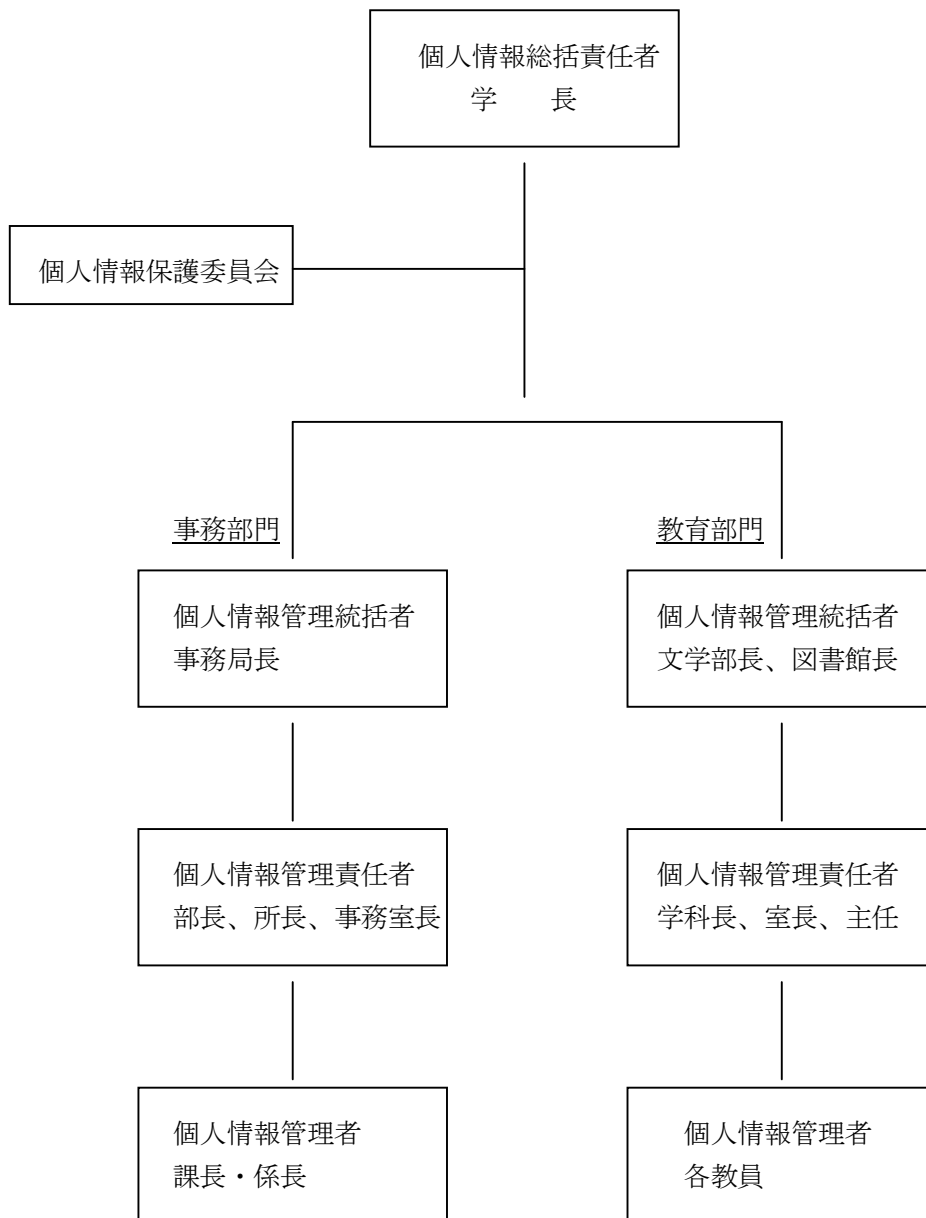 個人情報総括責任者
学　　長
個人情報保護委員会
事務部門
教育部門
個人情報管理統括者
事務局長
個人情報管理統括者
文学部長、図書館長
個人情報管理責任者
部長、所長、事務室長
個人情報管理責任者
学科長、室長、主任
個人情報管理者
課長・係長
個人情報管理者
各教員